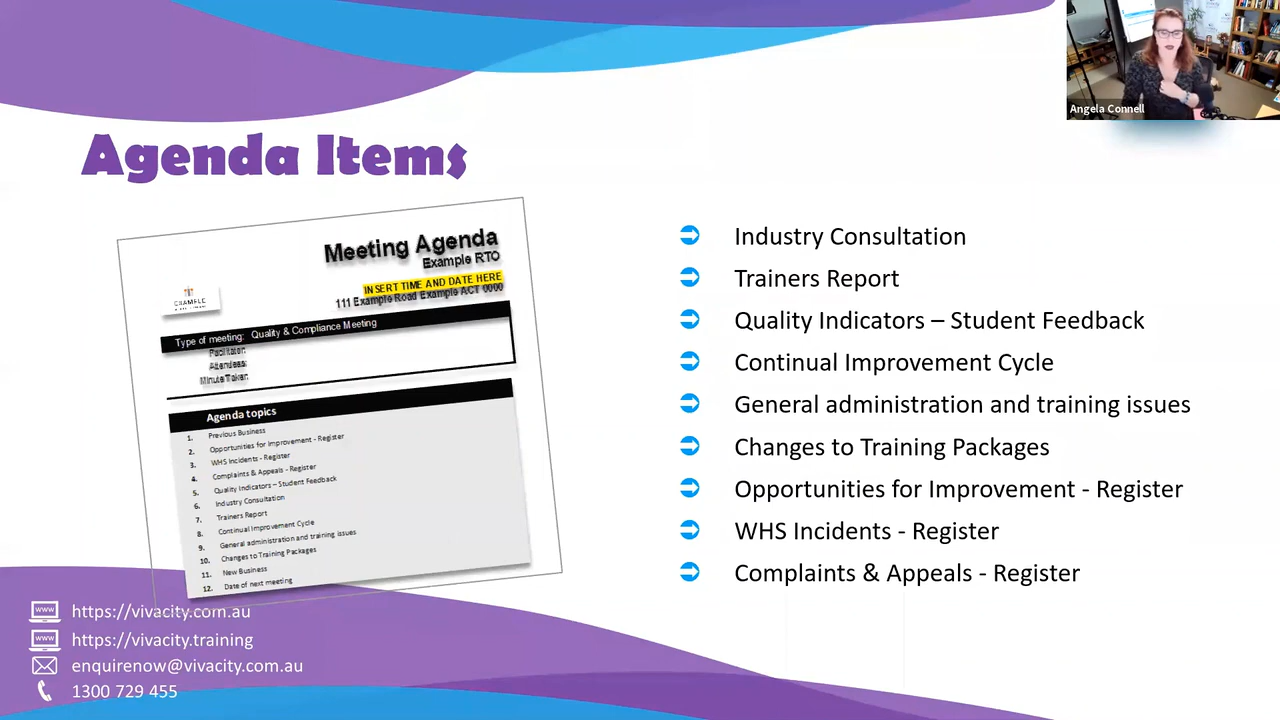 Angela Connell
Agenda Items
Meeting Agenda
Example RTO
INSERT TIME AND DATE HERE
111 Example Road Example ACT 0000
EXAMPLE
Type of meeting: Quality & Compliance Meeting
Facilitator:
Attendees:
Minute Taker:
Agenda topics
1. Previous Business
2. Opportunities for Improvement - Register
3. WHS Incidents - Register
4. Complaints & Appeals - Register
5. Quality Indicators – Student Feedback
6. Industry Consultation
7. Trainers Report
8. Continual Improvement Cycle
9. General administration and training issues
10. Changes to Training Packages
11. New Business
12. Date of next meeting
Industry Consultation
Trainers Report
Quality Indicators – Student Feedback
Continual Improvement Cycle
General administration and training issues
Changes to Training Packages
Opportunities for Improvement - Register
WHS Incidents - Register
Complaints & Appeals - Register
www https://vivacity.com.au
www https://vivacity.training
enquirenow@vivacity.com.au
1300 729 455